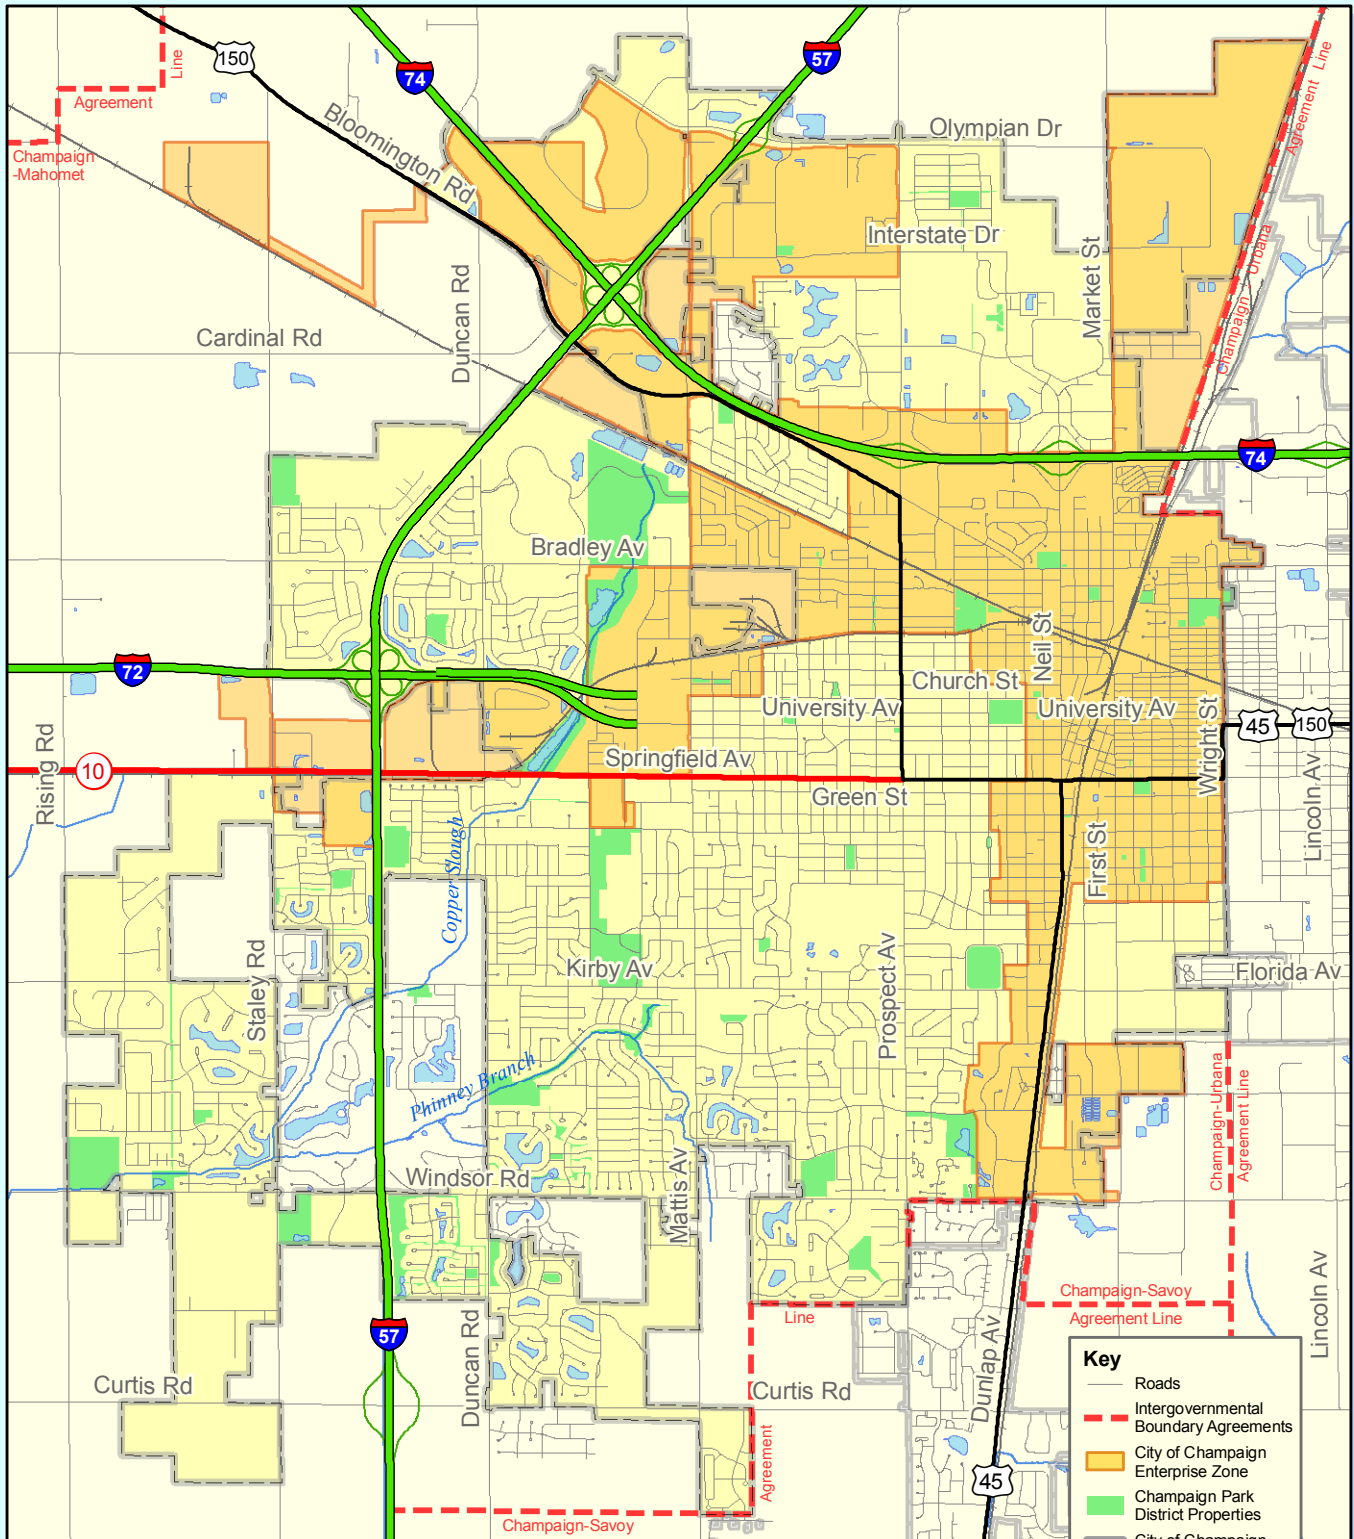 150
74
57
Line
Agreement
Champaign
-Mahomet
Bloomington Rd
Olympian Dr
Agreement Line
Interstate Dr
Market St
Champaign - Urbana
Duncan Rd
Cardinal Rd
74
Bradley Av
Neil St
72
Church St
University Av
University Av
Wright St
45
150
Rising Rd
10
Springfield Av
Green St
Lincoln Av
First St
Copper Slough
Staley Rd
Kirby Av
Prospect Av
Florida Av
Phinney Branch
Champaign-Urbana
Agreement Line
Windsor Rd
Mattis Av
Champaign-Savoy
Agreement Line
Lincoln Av
Line
57
Duncan Rd
Dunlap Av
Curtis Rd
Curtis Rd
Agreement
45
Champaign-Savoy
Key
Roads
Intergovernmental
Boundary Agreements
City of Champaign
Enterprise Zone
Champaign Park
District Properties
City of Champaign